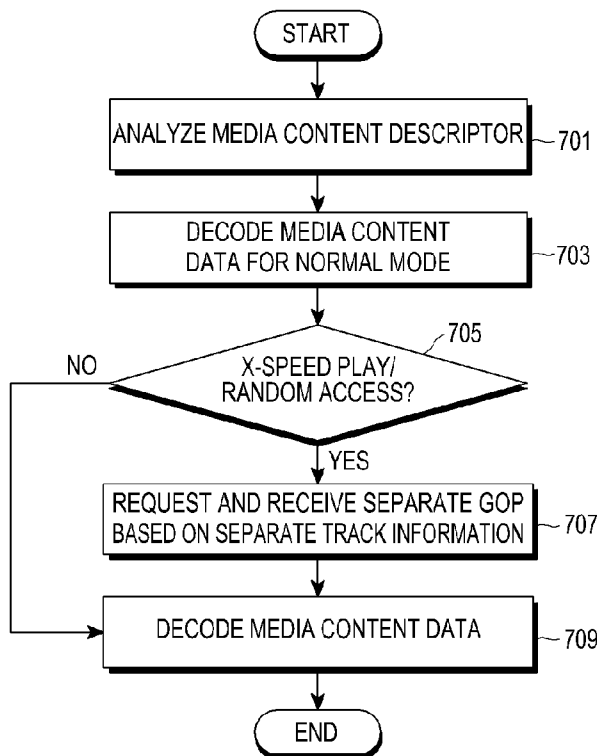 START
ANALYZE MEDIA CONTENT DESCRIPTOR
701
DECODE MEDIA CONTENT
DATA FOR NORMAL MODE
703
705
NO
X-SPEED PLAY/
RANDOM ACCESS?
YES
REQUEST AND RECEIVE SEPARATE GOP
BASED ON SEPARATE TRACK INFORMATION
707
DECODE MEDIA CONTENT DATA
709
END